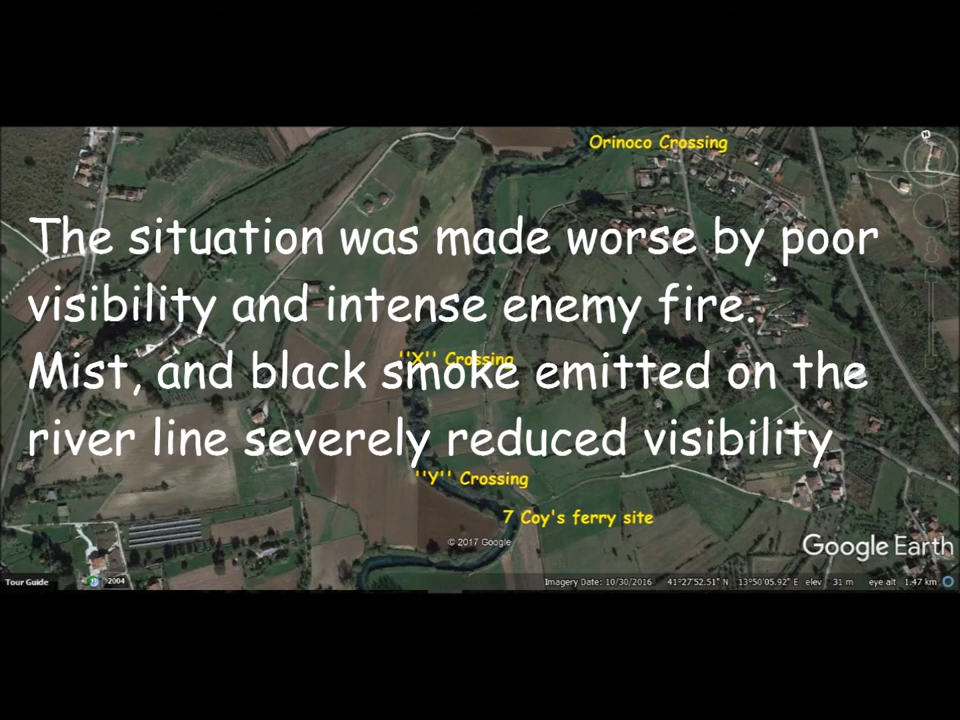 Orinoco Crossing
The situation was made worse by poor
visibility and intense enemy fire.
''X'' Crossing
Mist, and black smoke emitted on the
river line severely reduced visibility
''Y'' Crossing
7 Coy's ferry site
© 2017 Google
Google Earth
Tour Guide
2004
Imagery Date: 10/30/2016 41°27'52.51" N 13°50'05.92" E elev 31 m eye alt 1.47 km